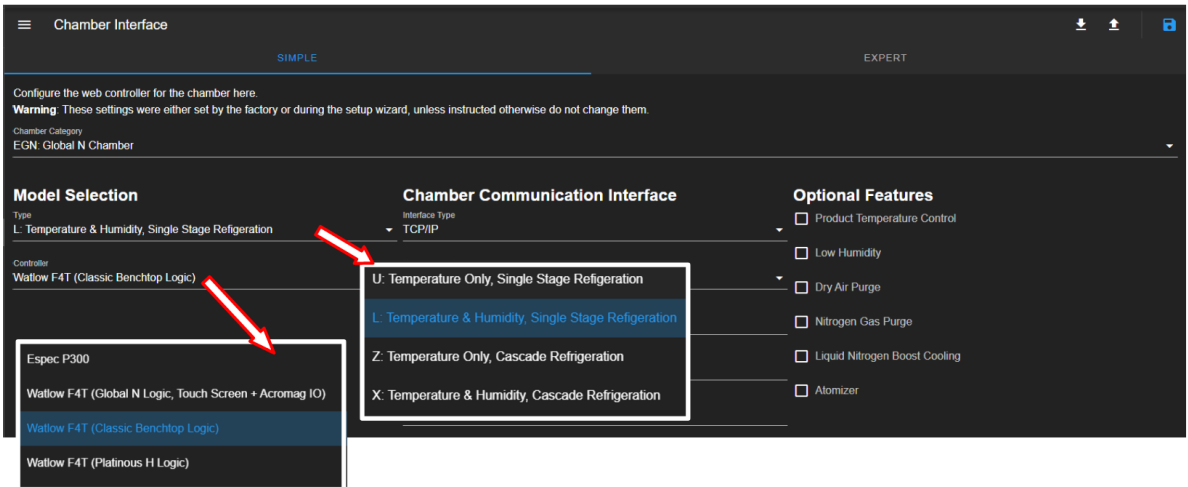 Chamber Interface
SIMPLE
EXPERT
Configure the web controller for the chamber here.
Warning: These settings were either set by the factory or during the setup wizard, unless instructed otherwise do not change them.
Chamber Category
EGN: Global N Chamber
Model Selection
Type
L: Temperature & Humidity, Single Stage Refigeration
Controller
Watlow F4T (Classic Benchtop Logic)
Espec P300
Watlow F4T (Global N Logic, Touch Screen + Acromag IO)
Watlow F4T (Classic Benchtop Logic)
Watlow F4T (Platinous H Logic)
Chamber Communication Interface
Interface Type
TCP/IP
U: Temperature Only, Single Stage Refigeration
L: Temperature & Humidity, Single Stage Refigeration
Z: Temperature Only, Cascade Refrigeration
X: Temperature & Humidity, Cascade Refrigeration
Optional Features
Product Temperature Control
Low Humidity
Dry Air Purge
Nitrogen Gas Purge
Liquid Nitrogen Boost Cooling
Atomizer